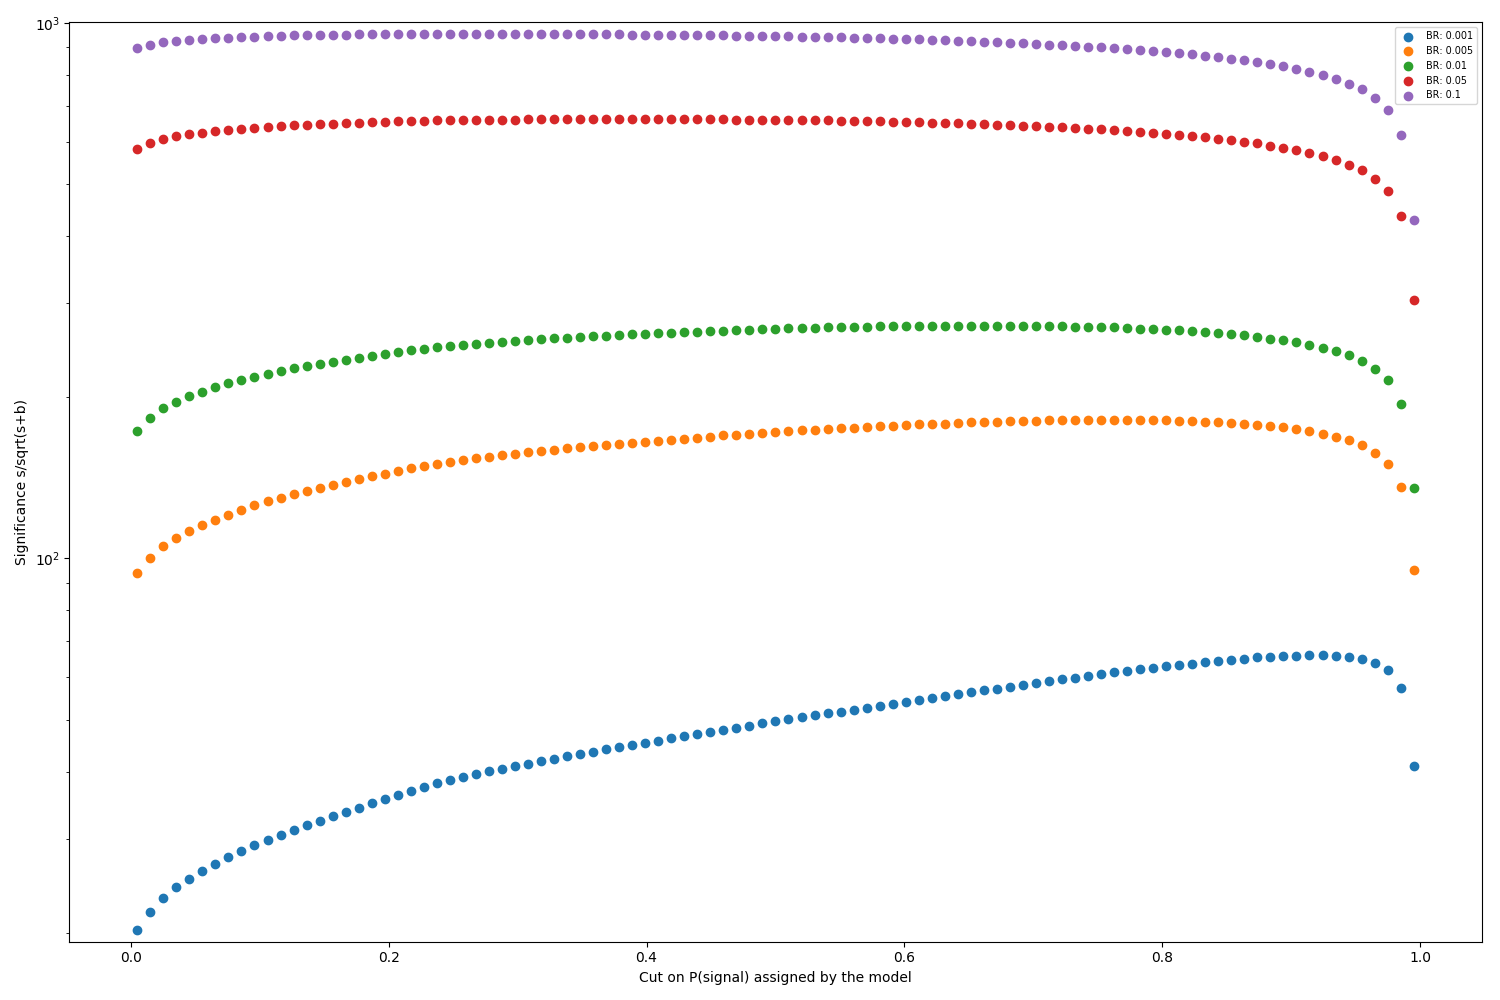 10³
BR: 0.001
BR: 0.005
BR: 0.01
BR: 0.05
BR: 0.1
Significance s/sqrt(s+b)
10²
0.0 0.2 0.4 0.6 0.8 1.0
Cut on P(signal) assigned by the model